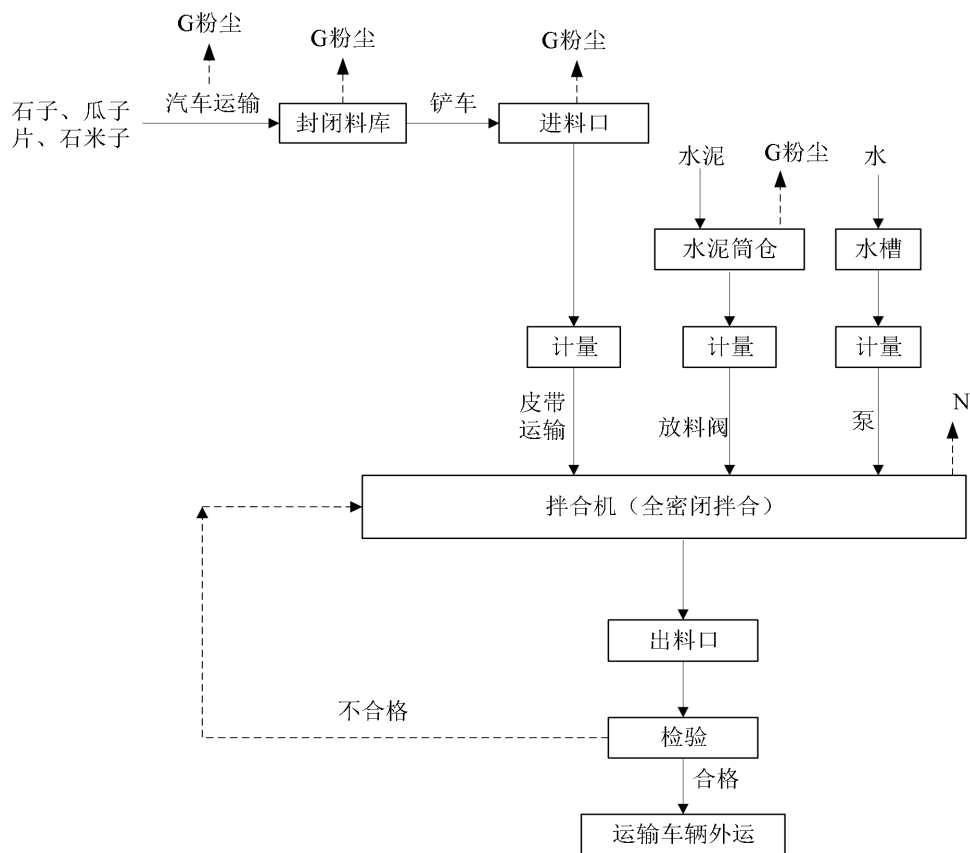 G粉尘
G粉尘
G粉尘
石子、瓜子
片、石米子
汽车运输
封闭料库
铲车
进料口
水泥
G粉尘
水
水泥筒仓
水槽
计量
计量
计量
皮带
运输
放料阀
泵
N
拌合机（全密闭拌合）
出料口
不合格
检验
合格
运输车辆外运